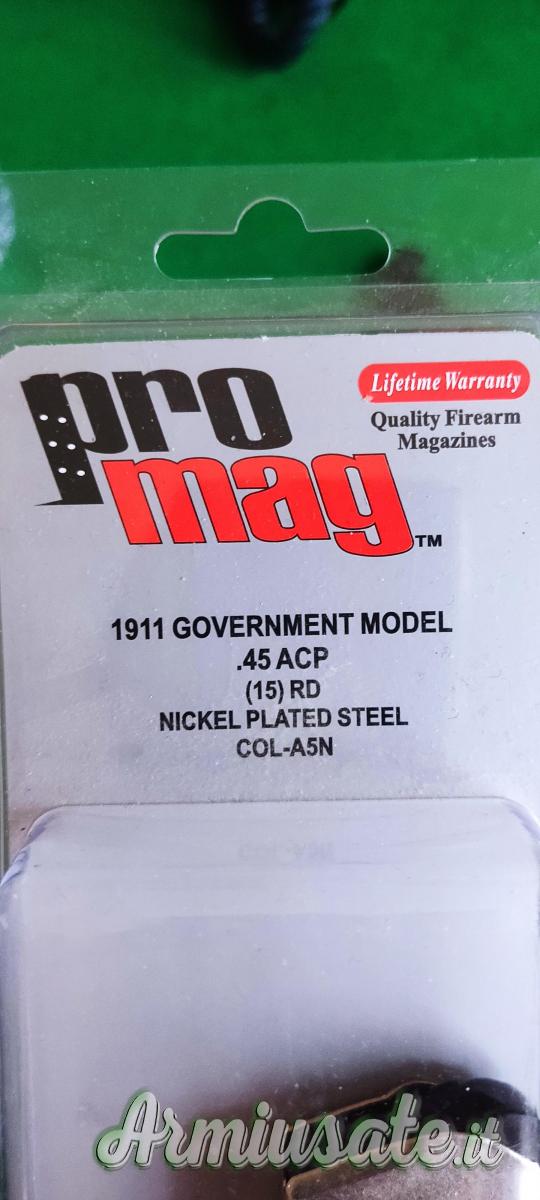 pro
mag™
Lifetime Warranty
Quality Firearm
Magazines
1911 GOVERNMENT MODEL
.45 ACP
(15) RD
NICKEL PLATED STEEL
COL-A5N
Armiusate.it